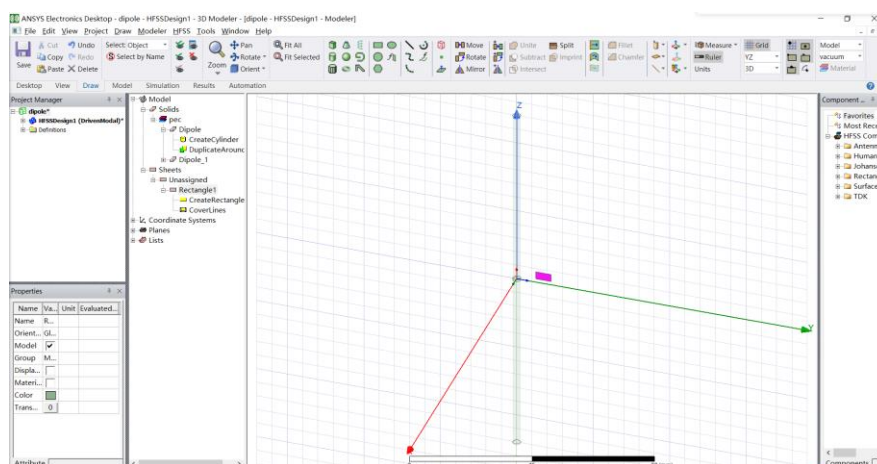 ANSYS Electronics Desktop - dipole - HFSSDesign1 - 3D Modeler - [dipole - HFSSDesign1 - Modeler]
File Edit View Project Draw Modeler HFSS Tools Window Help
Save
Cut
Copy
Paste
Undo
Redo
Delete
Select: Object
Select by Name
Zoom
Pan
Rotate
Orient
Fit All
Fit Selected
Move
Rotate
Mirror
Unite
Subtract
Intersect
Split
Imprint
Fillet
Chamfer
Measure
Ruler
Units
Grid
YZ
3D
Model
vacuum
Material
Desktop View Draw Model Simulation Results Automation
Project Manager
dipole*
HFSSDesign1 (DrivenModal)*
Definitions
Model
Solids
pec
Dipole
CreateCylinder
DuplicateAroun
Dipole_1
Sheets
Unassigned
Rectangle1
CreateRectangle
CoverLines
Coordinate Systems
Planes
Lists
Z
Y
Component ...
Favorites
Most Rece
HFSS Com
Antenn
Human
Johans
Rectan
Surface
TDK
Properties
Name Va... Unit Evaluated...
Name R...
Orient... Gl...
Model
Group M...
Displa...
Materi...
Color
Trans... 0
Attribute
Components